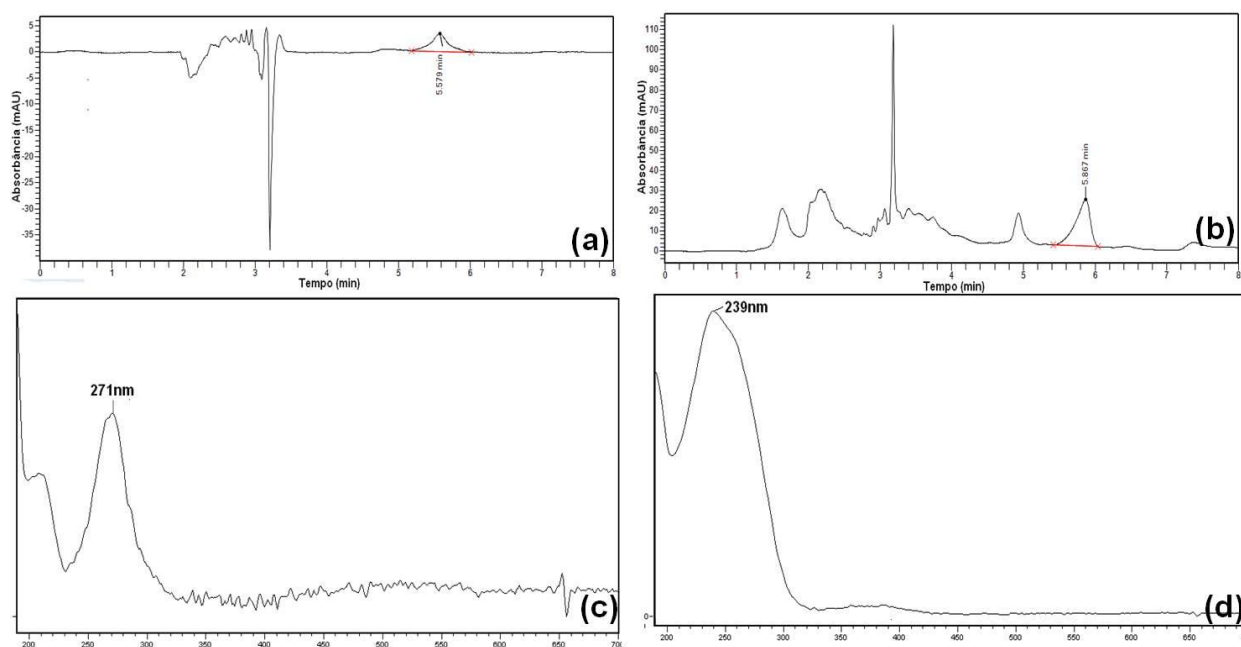 5
0
-5
-10
-15
-20
-25
-30
-35
Absorbância (mAU)
5.579 min
(a)
0 1 2 3 4 5 6 7 8
Tempo (min)
110
100
90
80
70
60
50
40
30
20
10
0
Absorbância (mAU)
5.867 min
(b)
0 1 2 3 4 5 6 7 8
Tempo (min)
271nm
(c)
200 250 300 350 400 450 500 550 600 650 700
239nm
(d)
0
200 250 300 350 400 450 500 550 600 650